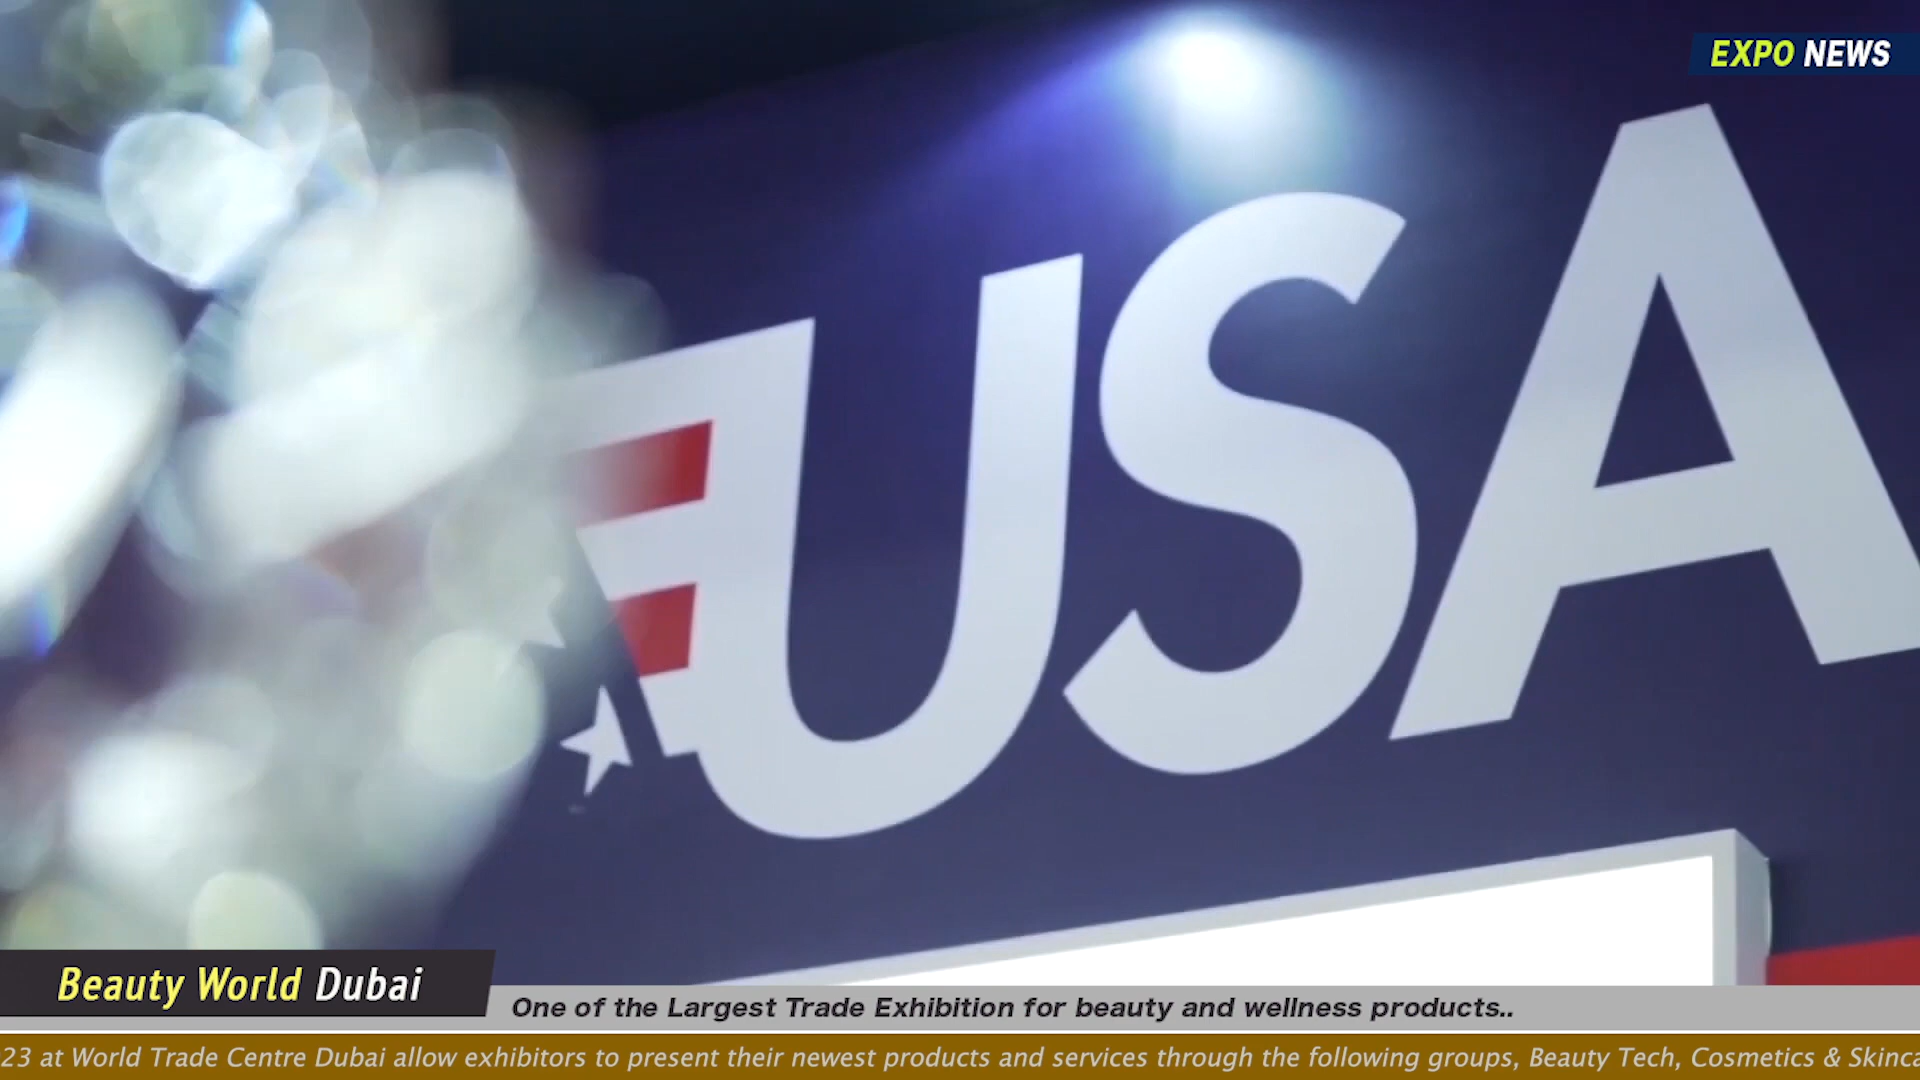 EXPO NEWS
USA
Beauty World Dubai
One of the Largest Trade Exhibition for beauty and wellness products..
23 at World Trade Centre Dubai allow exhibitors to present their newest products and services through the following groups, Beauty Tech, Cosmetics & Skinca